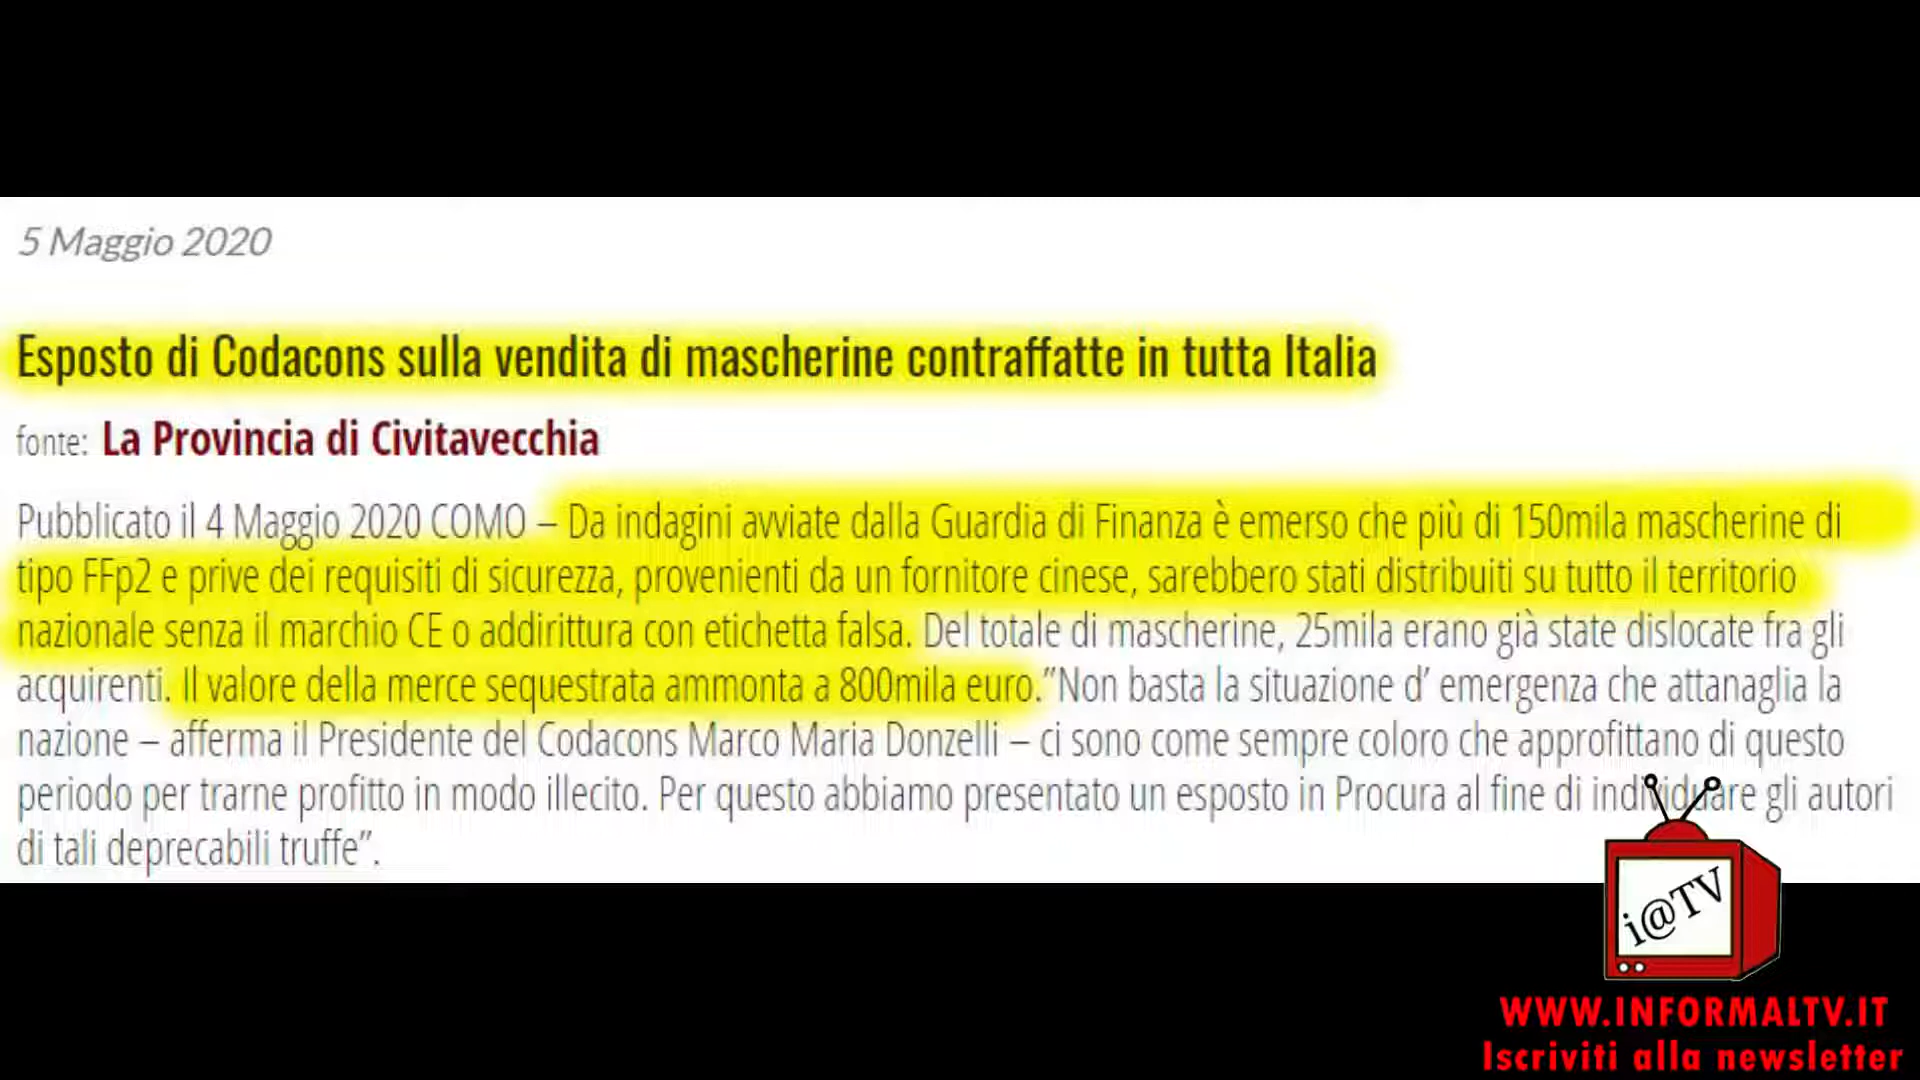 5 Maggio 2020
Esposto di Codacons sulla vendita di mascherine contraffatte in tutta Italia
fonte: La Provincia di Civitavecchia
Pubblicato il 4 Maggio 2020 COMO – Da indagini avviate dalla Guardia di Finanza è emerso che più di 150mila mascherine di
tipo FFp2 e prive dei requisiti di sicurezza, provenienti da un fornitore cinese, sarebbero stati distribuiti su tutto il territorio
nazionale senza il marchio CE o addirittura con etichetta falsa. Del totale di mascherine, 25mila erano già state dislocate fra gli
acquirenti. Il valore della merce sequestrata ammonta a 800mila euro.”Non basta la situazione d’ emergenza che attanaglia la
nazione – afferma il Presidente del Codacons Marco Maria Donzelli – ci sono come sempre coloro che approfittano di questo
periodo per trarne profitto in modo illecito. Per questo abbiamo presentato un esposto in Procura al fine di individuare gli autori
di tali deprecabili truffe”.
i@TV
WWW.INFORMALTV.IT
Iscriviti alla newsletter